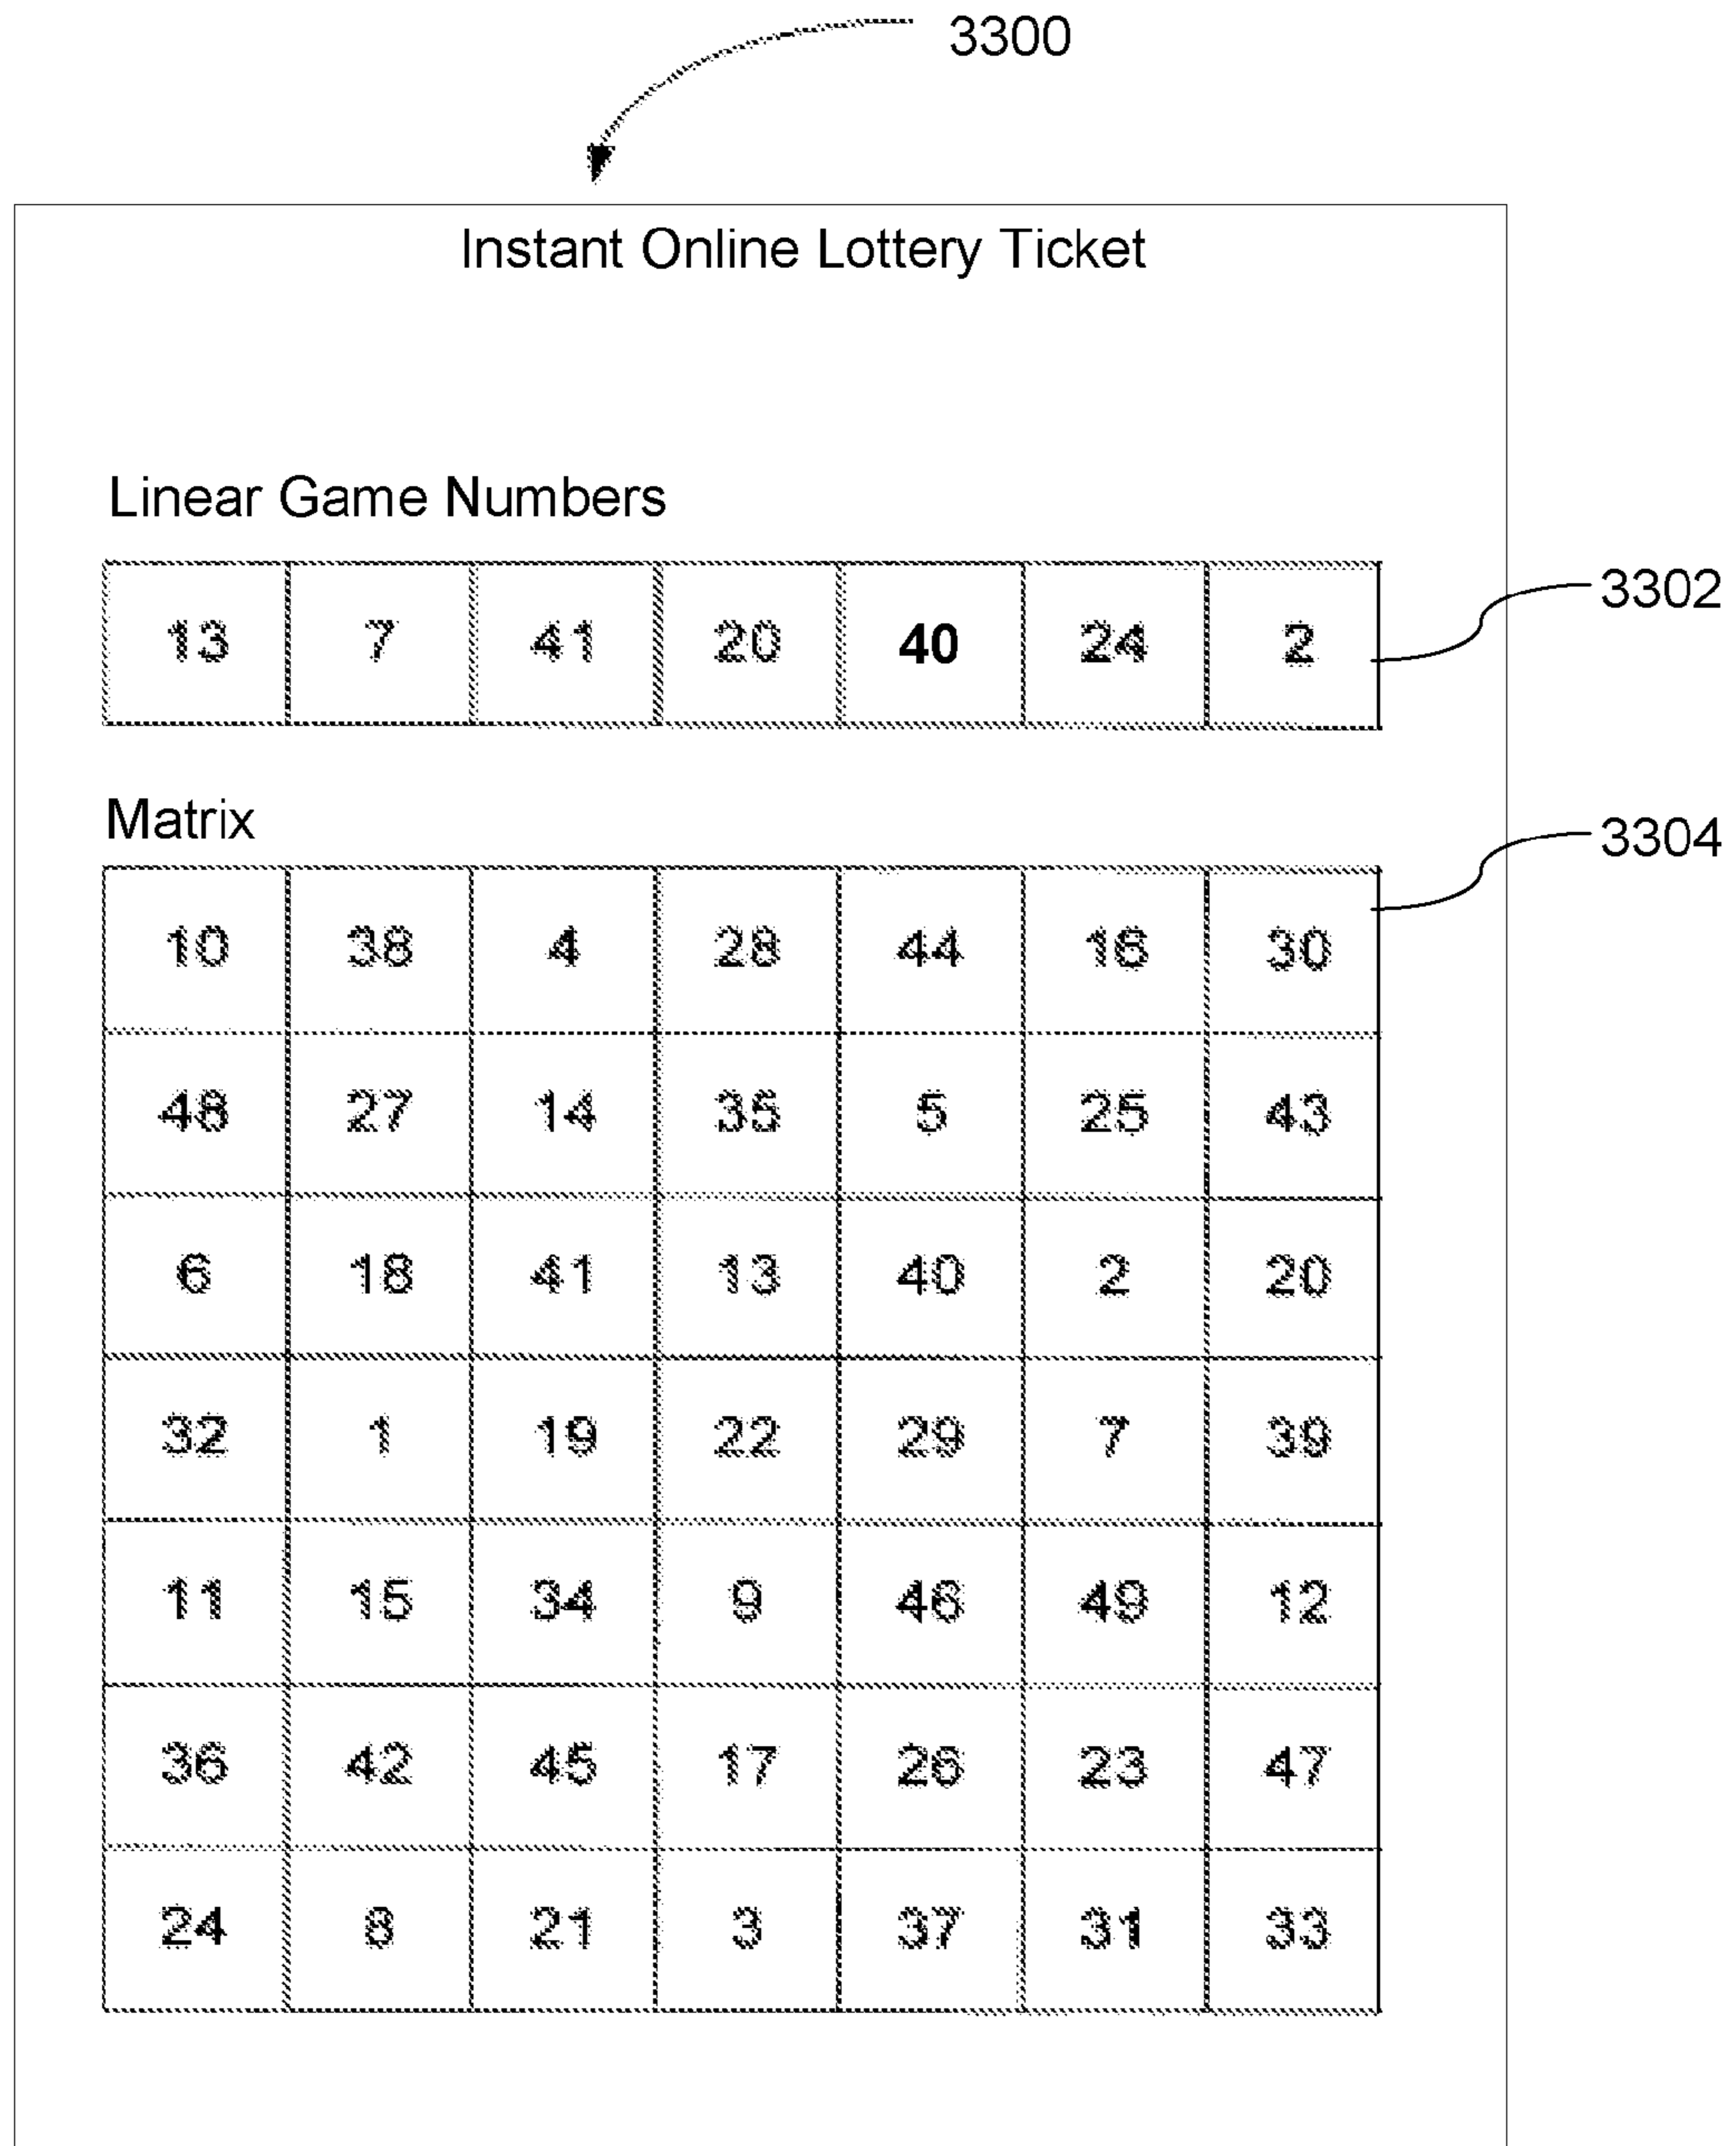 3300
Instant Online Lottery Ticket
Linear Game Numbers
13 7 41 20 40 24 2
3302
Matrix
3304
10 38 4 28 44 16 30
48 27 14 35 5 25 43
6 18 41 13 40 2 20
32 1 19 22 29 7 39
11 15 34 9 46 49 12
36 42 45 17 26 23 47
24 8 21 3 37 31 33